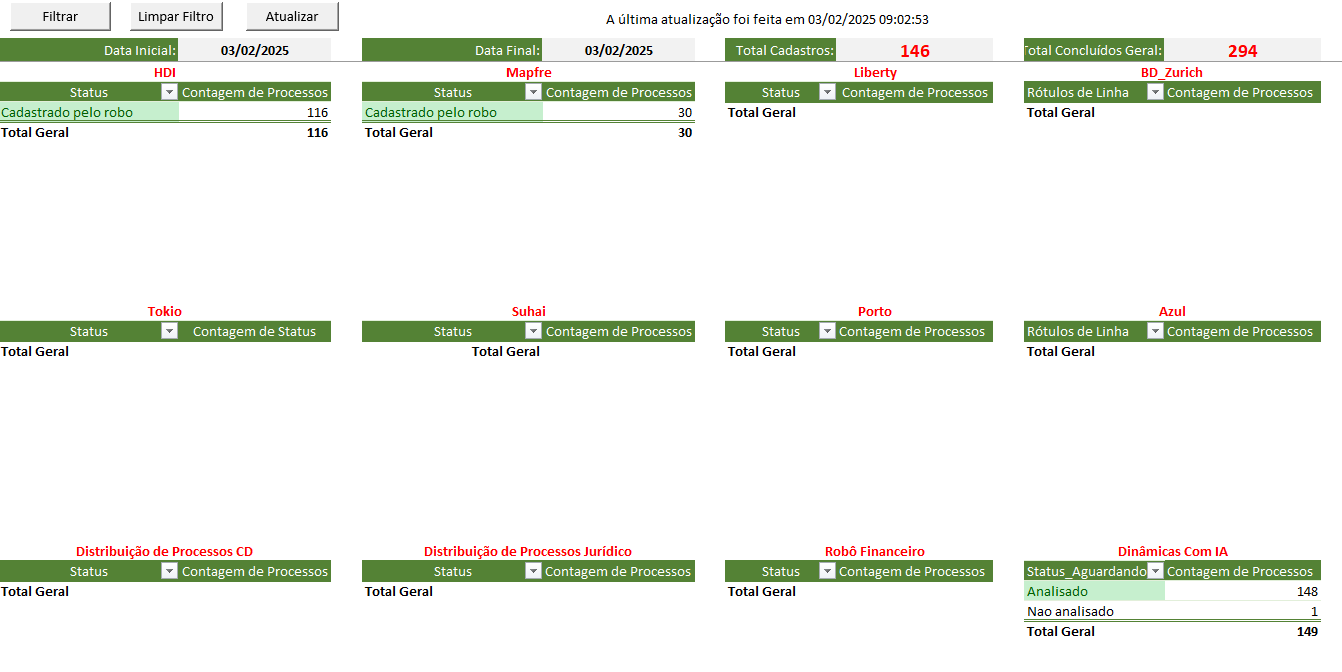 Filtrar Limpar Filtro Atualizar
A última atualização foi feita em 03/02/2025 09:02:53
Data Inicial: 03/02/2025 Data Final: 03/02/2025 Total Cadastros: 146 Total Concluídos Geral: 294
HDI Mapfre Liberty BD_Zurich
Status Contagem de Processos Status Contagem de Processos Status Contagem de Processos Rótulos de Linha Contagem de Processos
Cadastrado pelo robo 116 Cadastrado pelo robo 30 Total Geral Total Geral
Total Geral 116 Total Geral 30
Tokio Suhai Porto Azul
Status Contagem de Status Status Contagem de Processos Status Contagem de Processos Rótulos de Linha Contagem de Processos
Total Geral Total Geral Total Geral Total Geral
Distribuição de Processos CD Distribuição de Processos Jurídico Robô Financeiro Dinâmicas Com IA
Status Contagem de Processos Status Contagem de Processos Status Contagem de Processos Status_Aguardando Contagem de Processos
Total Geral Total Geral Total Geral Analisado 148
Nao analisado 1
Total Geral 149